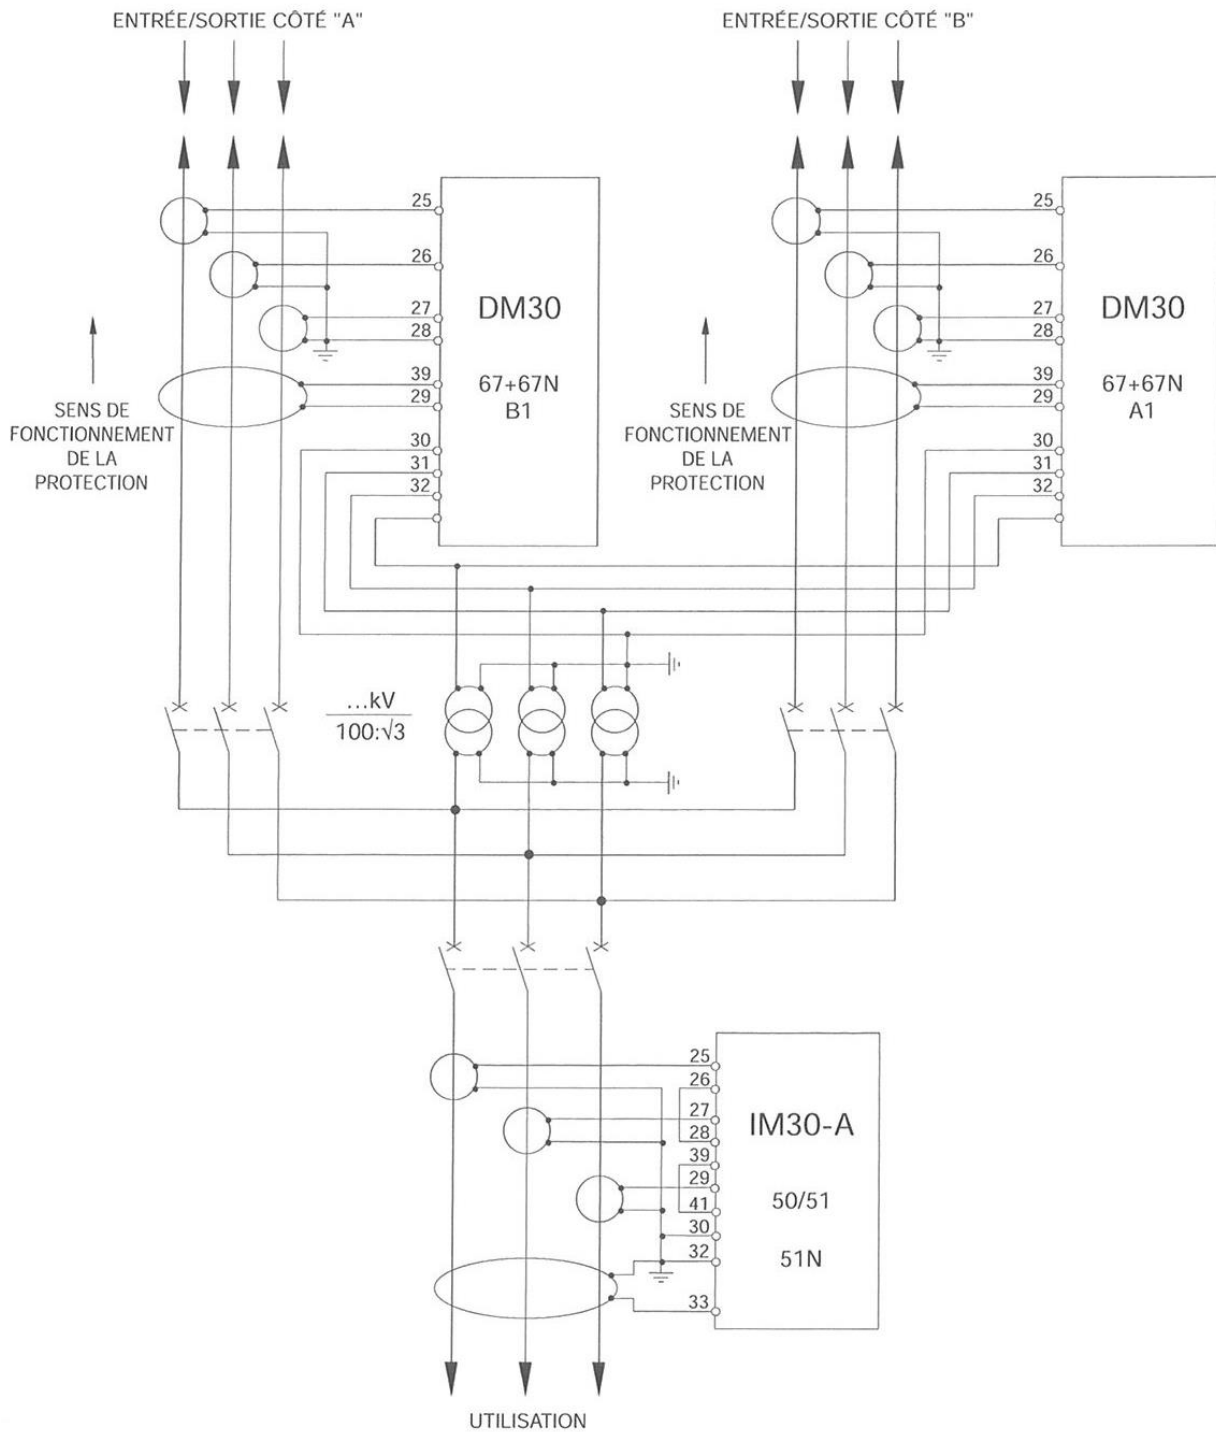 ENTRÉE/SORTIE CÔTÉ "A"
ENTRÉE/SORTIE CÔTÉ "B"
25
26
27
28
39
29
30
31
32
DM30
67+67N
B1
25
26
27
28
39
29
30
31
32
DM30
67+67N
A1
SENS DE
FONCTIONNEMENT
DE LA
PROTECTION
SENS DE
FONCTIONNEMENT
DE LA
PROTECTION
...kV
100:√3
25
26
27
28
39
29
41
30
32
33
IM30-A
50/51
51N
UTILISATION